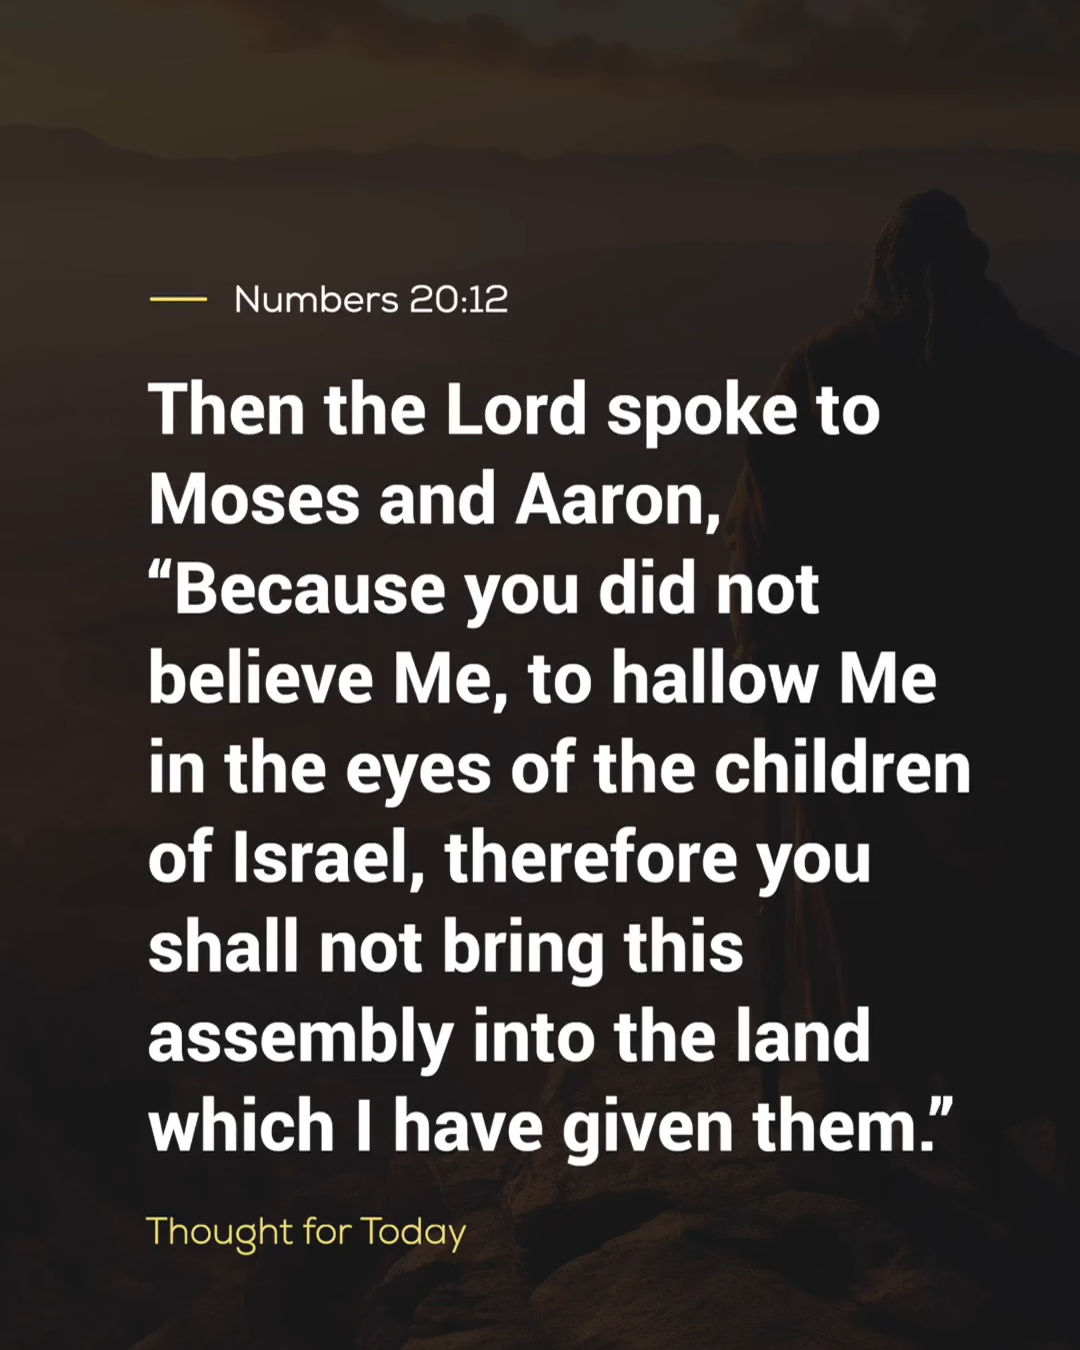 Numbers 20:12
Then the Lord spoke to
Moses and Aaron,
“Because you did not
believe Me, to hallow Me
in the eyes of the children
of Israel, therefore you
shall not bring this
assembly into the land
which I have given them.”
Thought for Today